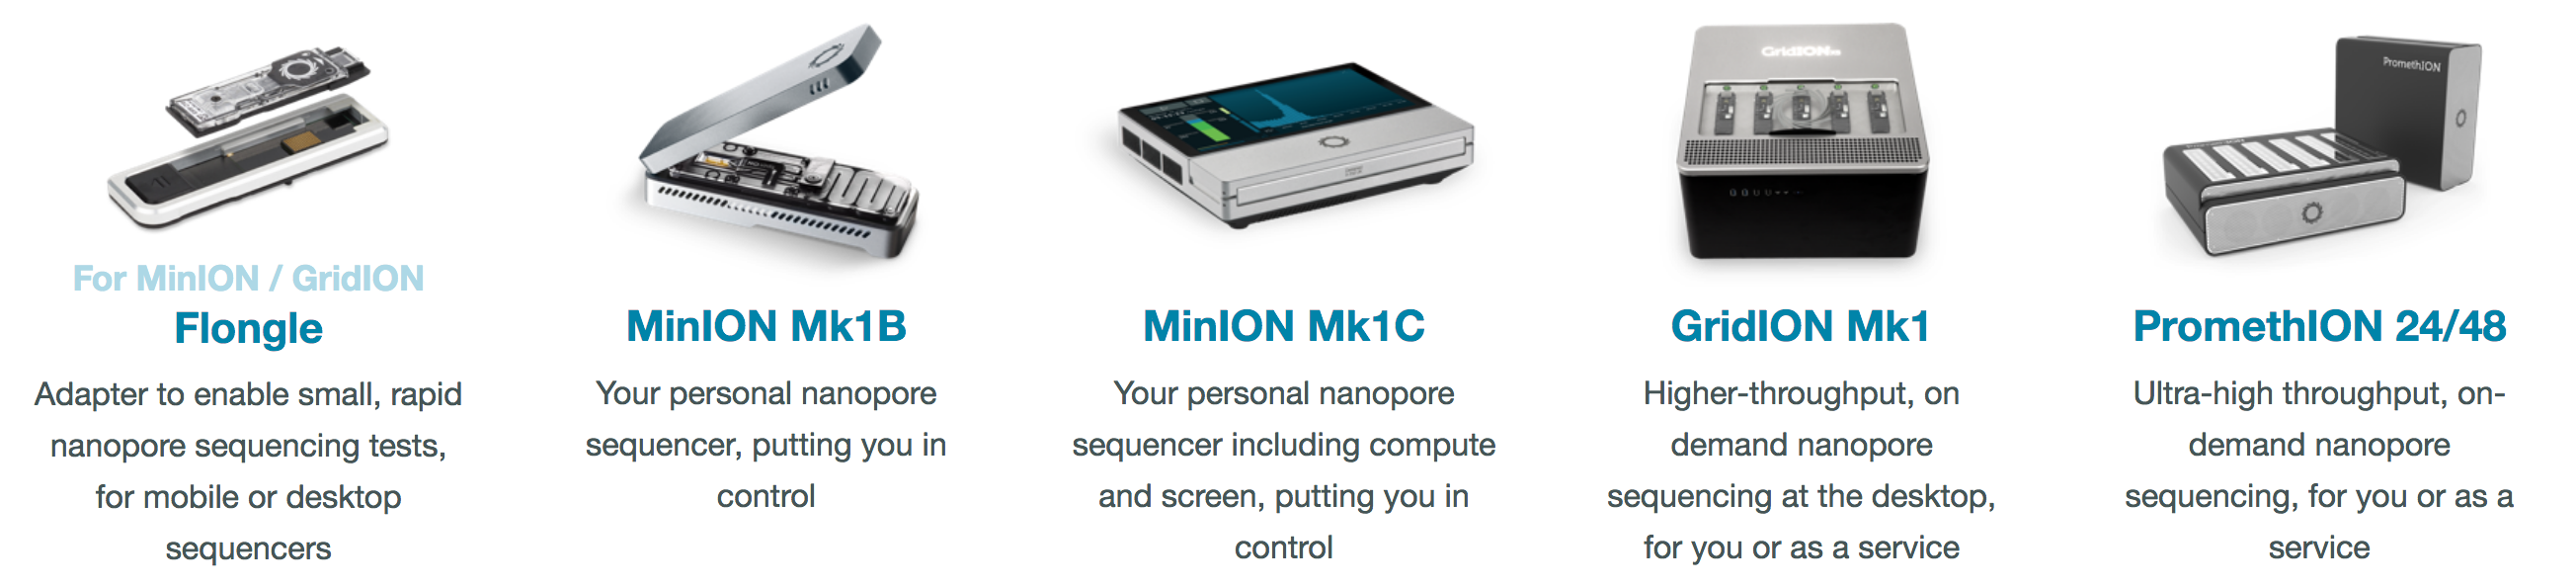 GridION
PromethION
For MinION / GridION
Flongle
Adapter to enable small, rapid
nanopore sequencing tests,
for mobile or desktop
sequencers
MinION Mk1B
Your personal nanopore
sequencer, putting you in
control
MinION Mk1C
Your personal nanopore
sequencer including compute
and screen, putting you in
control
GridION Mk1
Higher-throughput, on
demand nanopore
sequencing at the desktop,
for you or as a service
PromethION 24/48
Ultra-high throughput, on-
demand nanopore
sequencing, for you or as a
service